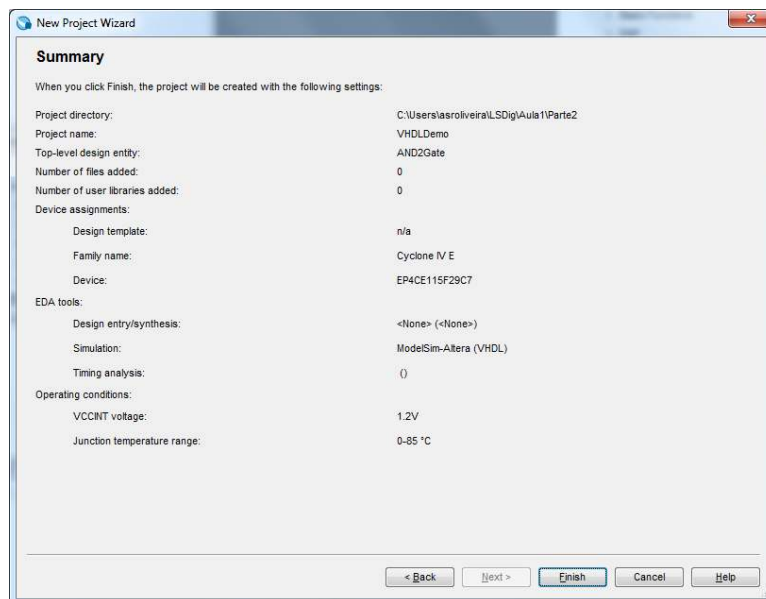 New Project Wizard
Summary
When you click Finish, the project will be created with the following settings:
Project directory: C:\Users\asroliveira\LSDig\Aula1\Parte2
Project name: VHDLDemo
Top-level design entity: AND2Gate
Number of files added: 0
Number of user libraries added: 0
Device assignments:
Design template: n/a
Family name: Cyclone IV E
Device: EP4CE115F29C7
EDA tools:
Design entry/synthesis: <None> (<None>)
Simulation: ModelSim-Altera (VHDL)
Timing analysis: ()
Operating conditions:
VCCINT voltage: 1.2V
Junction temperature range: 0-85 °C
< Back Next > Finish Cancel Help